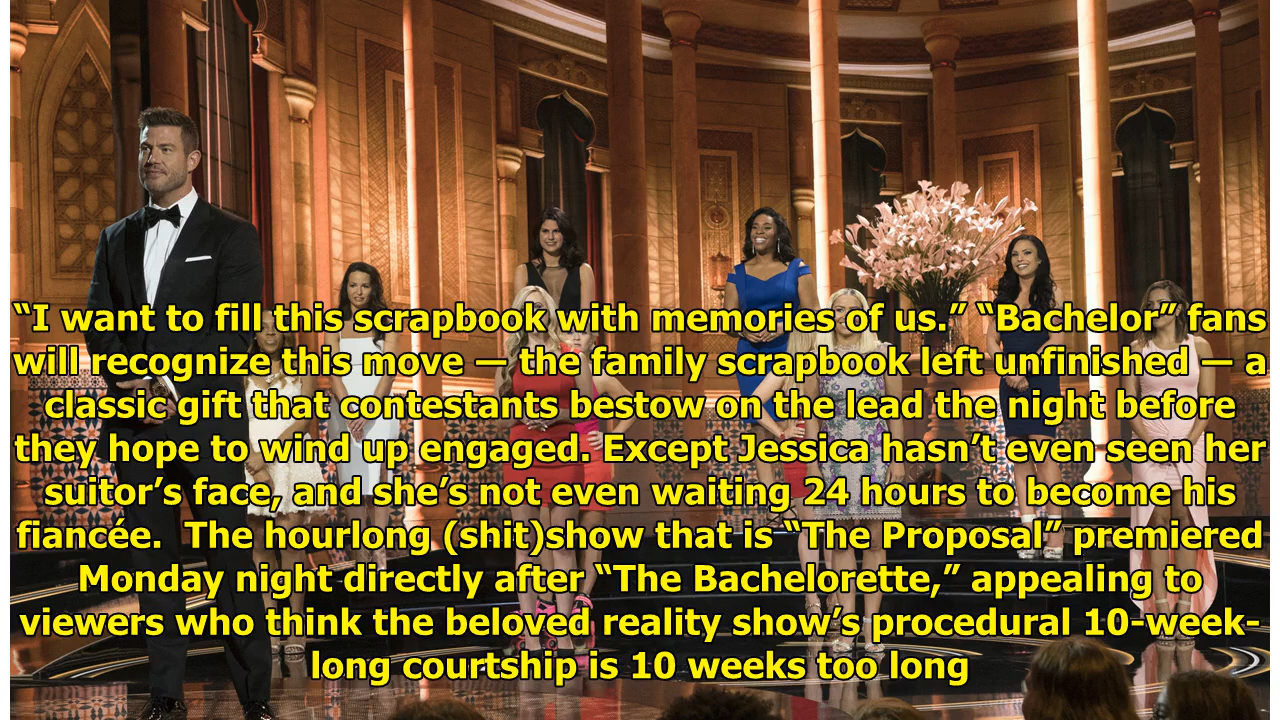 “I want to fill this scrapbook with memories of us.” “Bachelor” fans
will recognize this move — the family scrapbook left unfinished — a
classic gift that contestants bestow on the lead the night before
they hope to wind up engaged. Except Jessica hasn’t even seen her
suitor’s face, and she’s not even waiting 24 hours to become his
fiancée.  The hourlong (shit)show that is “The Proposal” premiered
Monday night directly after “The Bachelorette,” appealing to
viewers who think the beloved reality show’s procedural 10-week-
long courtship is 10 weeks too long